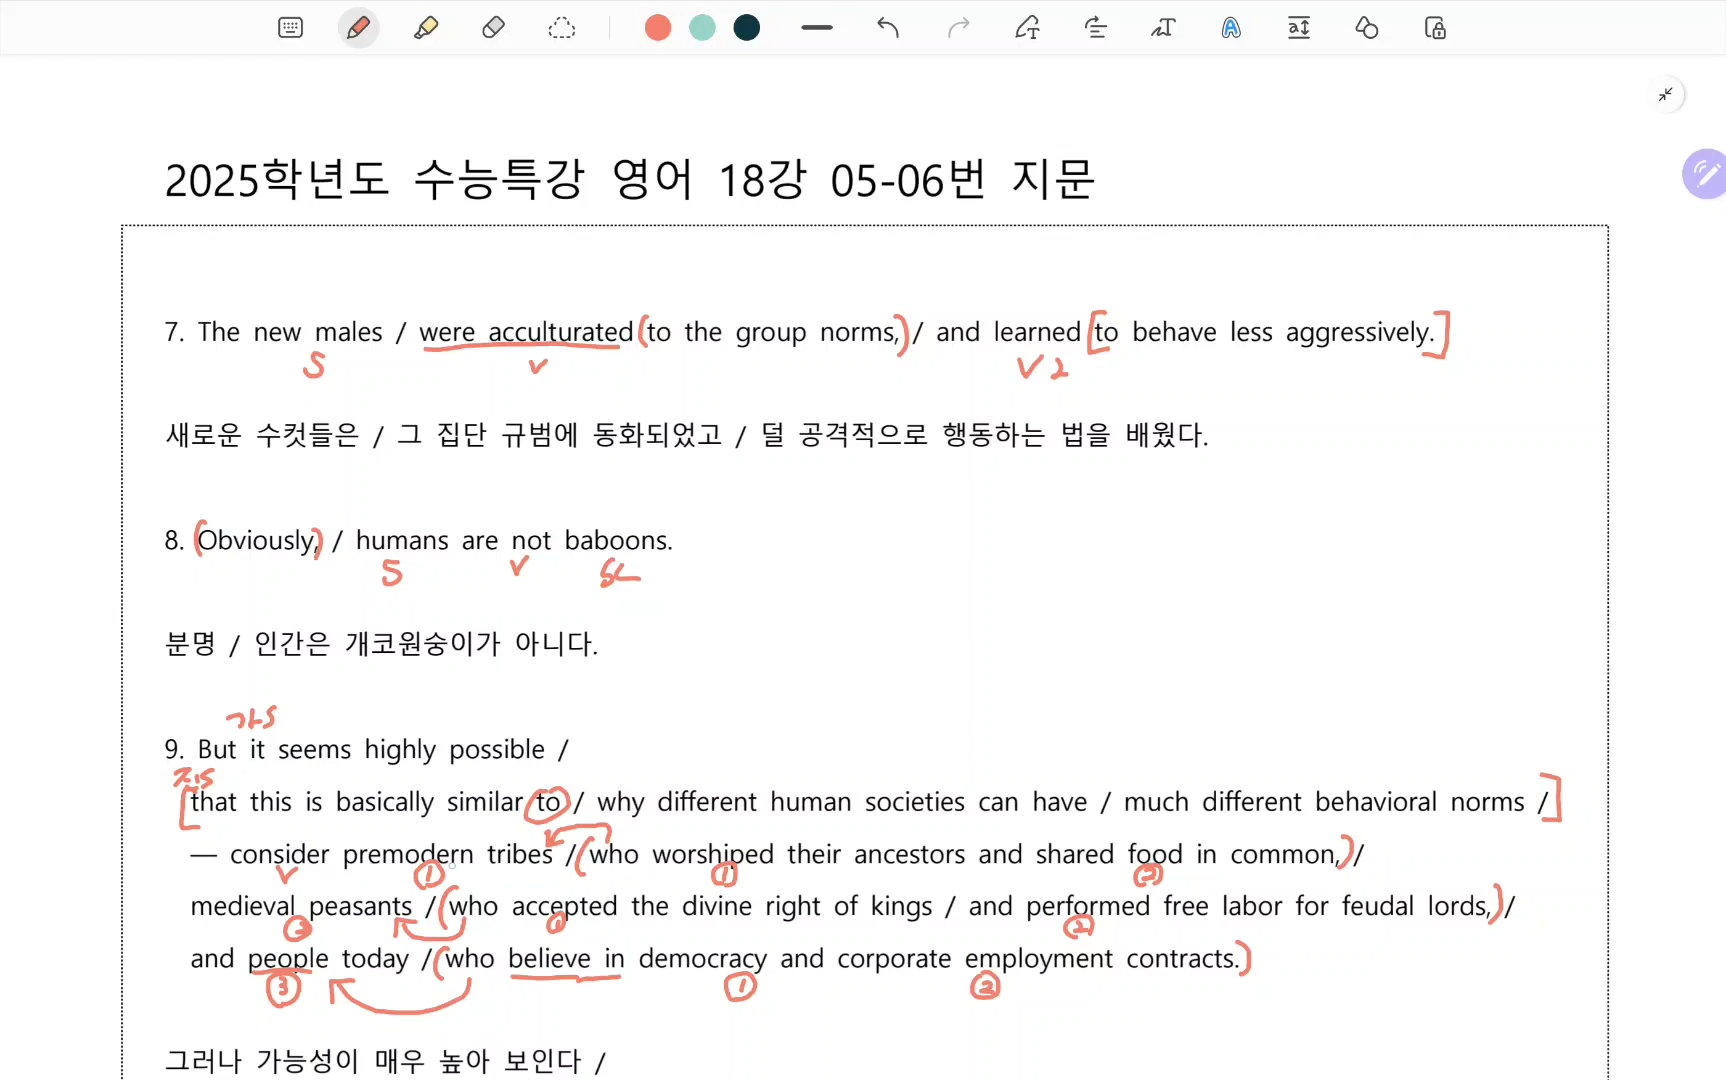 2025학년도 수능특강 영어 18강 05-06번 지문
7. The new males / were acculturated (to the group norms,) / and learned [to behave less aggressively.]
S V V2
새로운 수컷들은 / 그 집단 규범에 동화되었고 / 덜 공격적으로 행동하는 법을 배웠다.
8. (Obviously,) / humans are not baboons.
S V SC
분명 / 인간은 개코원숭이가 아니다.
가S
9. But it seems highly possible /
진S
[that this is basically similar to / why different human societies can have / much different behavioral norms /]
— consider premodern tribes / (who worshiped their ancestors and shared food in common,) /
V ① ① ②
medieval peasants / (who accepted the divine right of kings / and performed free labor for feudal lords,) /
② ① ②
and people today / (who believe in democracy and corporate employment contracts.)
③ ① ②
그러나 가능성이 매우 높아 보인다 /